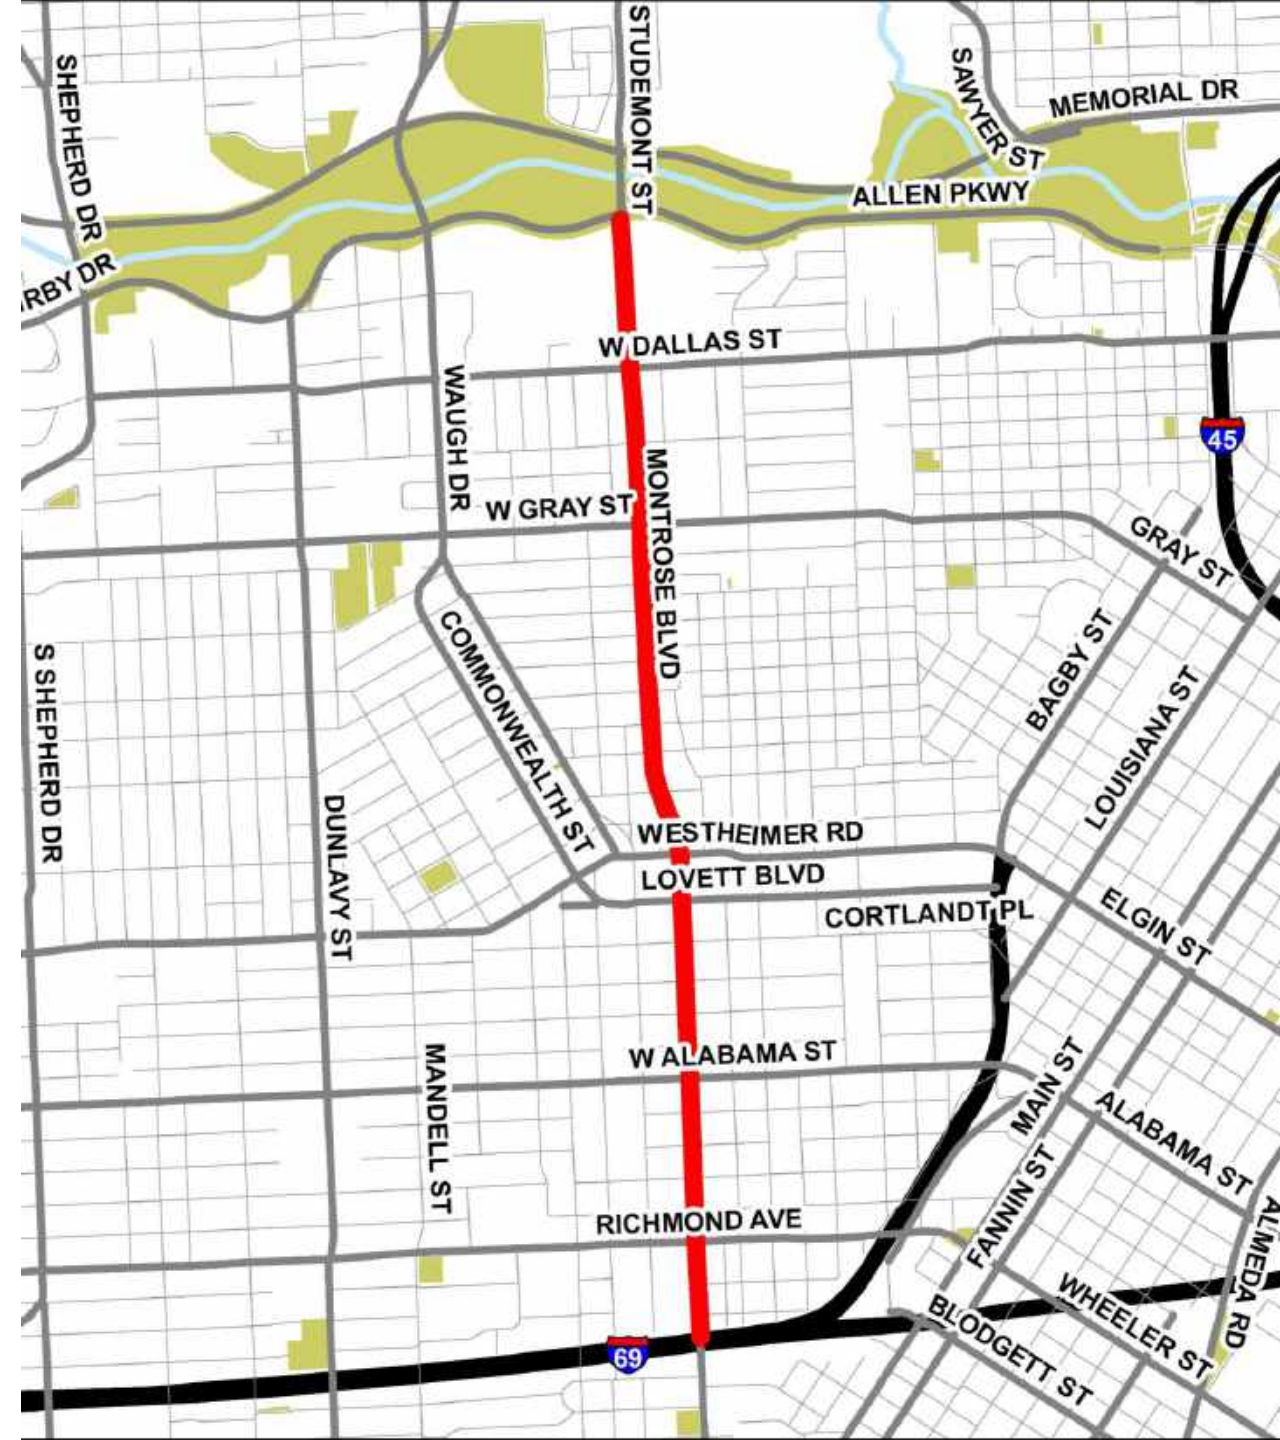 STUDEMONT ST
SHEPHERD DR
SAWYER ST
MEMORIAL DR
ALLEN PKWY
RBY DR
W DALLAS ST
WAUGH DR
45
MONTROSE BLVD
W GRAY ST
GRAY ST
COMMONWEALTH ST
BAGBY ST
S SHEPHERD DR
LOUISIANA ST
DUNLAVY ST
WESTHEIMER RD
LOVETT BLVD
CORTLANDT PL
ELGIN ST
MANDELL ST
W ALABAMA ST
MAIN ST
ALABAMA ST
FANNIN ST
RICHMOND AVE
ALMEDA RD
WHEELER ST
BLODGETT ST
69